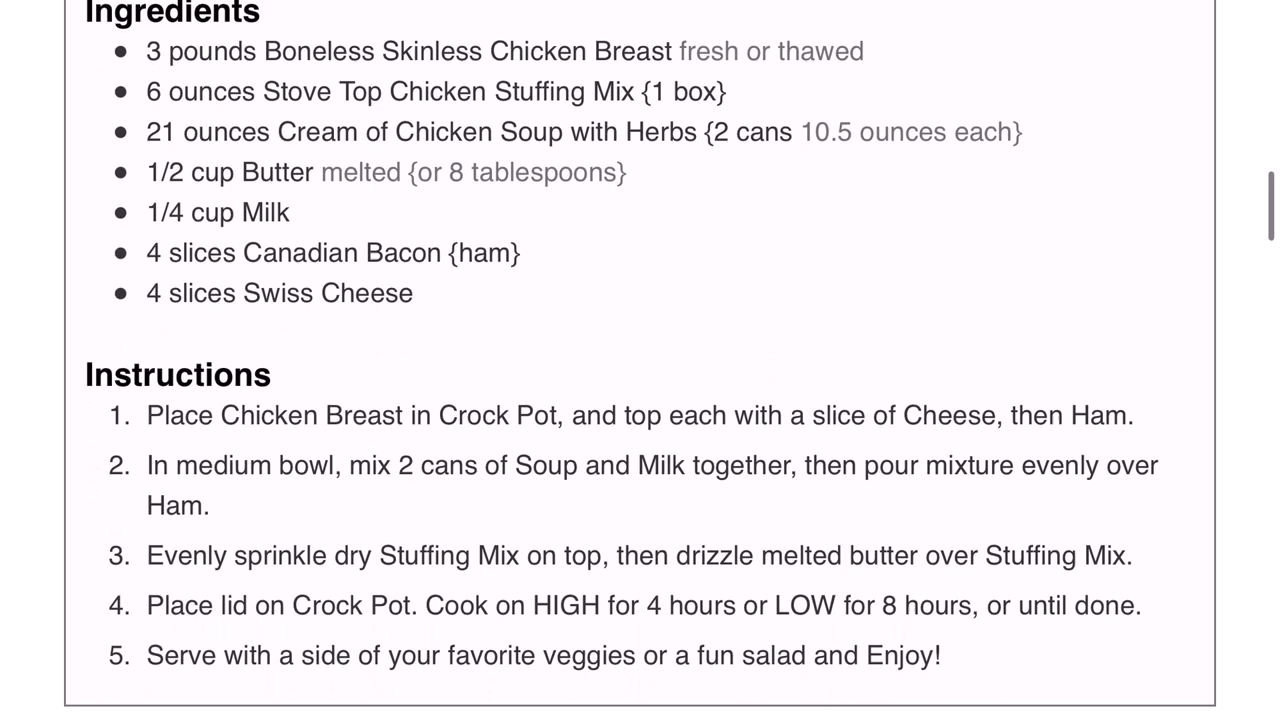 Ingredients
● 3 pounds Boneless Skinless Chicken Breast fresh or thawed
● 6 ounces Stove Top Chicken Stuffing Mix {1 box}
● 21 ounces Cream of Chicken Soup with Herbs {2 cans 10.5 ounces each}
● 1/2 cup Butter melted {or 8 tablespoons}
● 1/4 cup Milk
● 4 slices Canadian Bacon {ham}
● 4 slices Swiss Cheese
Instructions
1. Place Chicken Breast in Crock Pot, and top each with a slice of Cheese, then Ham.
2. In medium bowl, mix 2 cans of Soup and Milk together, then pour mixture evenly over
Ham.
3. Evenly sprinkle dry Stuffing Mix on top, then drizzle melted butter over Stuffing Mix.
4. Place lid on Crock Pot. Cook on HIGH for 4 hours or LOW for 8 hours, or until done.
5. Serve with a side of your favorite veggies or a fun salad and Enjoy!